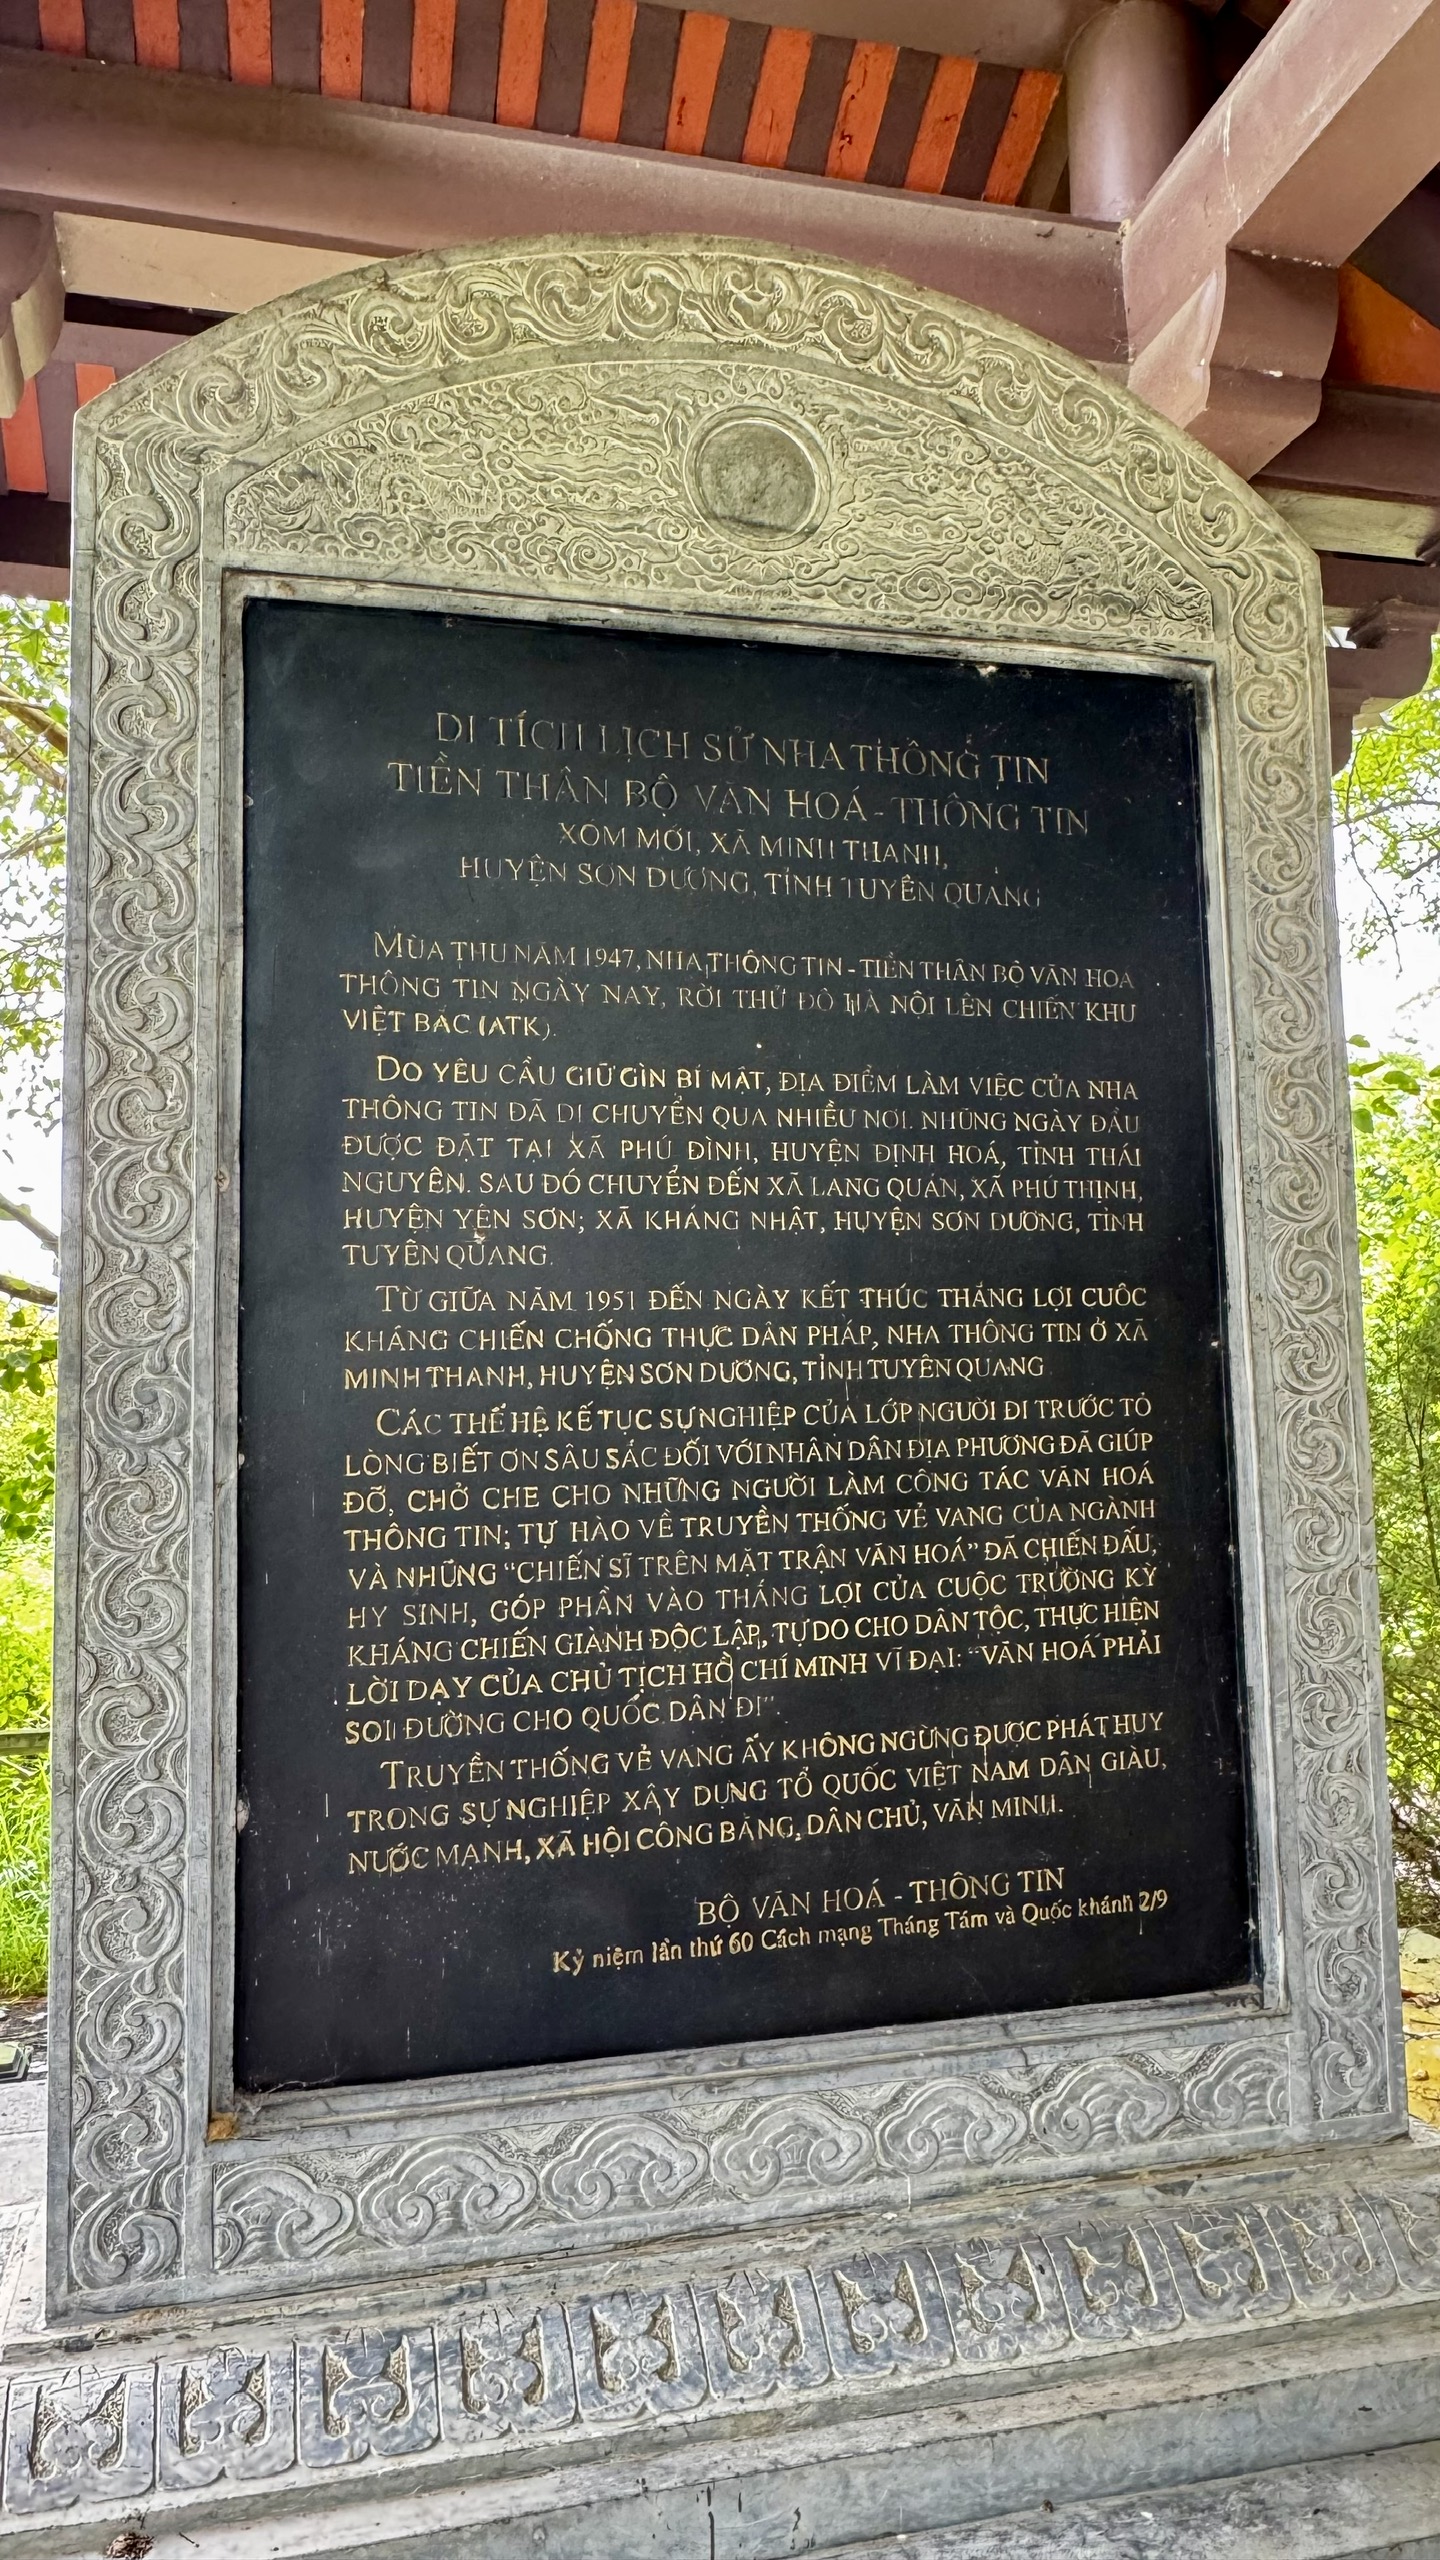 DI TÍCH LỊCH SỬ NHA THÔNG TIN
TIỀN THÂN BỘ VĂN HOÁ - THÔNG TIN
XÓM MỚI, XÃ MINH THANH,
HUYỆN SƠN DƯƠNG, TỈNH TUYÊN QUANG
MÙA THU NĂM 1947, NHA THÔNG TIN - TIỀN THÂN BỘ VĂN HOÁ
THÔNG TIN NGÀY NAY, RỜI THỦ ĐÔ HÀ NỘI LÊN CHIẾN KHU
VIỆT BẮC (ATK).
DO YÊU CẦU GIỮ GÌN BÍ MẬT, ĐỊA ĐIỂM LÀM VIỆC CỦA NHA
THÔNG TIN ĐÃ DI CHUYỂN QUA NHIỀU NƠI. NHỮNG NGÀY ĐẦU
ĐƯỢC ĐẶT TẠI XÃ PHÚ ĐÌNH, HUYỆN ĐỊNH HOÁ, TỈNH THÁI
NGUYÊN. SAU ĐÓ CHUYỂN ĐẾN XÃ LANG QUÁN, XÃ PHÚ THỊNH,
HUYỆN YÊN SƠN; XÃ KHÁNG NHẬT, HUYỆN SƠN DƯƠNG, TỈNH
TUYÊN QUANG.
TỪ GIỮA NĂM 1951 ĐẾN NGÀY KẾT THÚC THẮNG LỢI CUỘC
KHÁNG CHIẾN CHỐNG THỰC DÂN PHÁP, NHA THÔNG TIN Ở XÃ
MINH THANH, HUYỆN SƠN DƯƠNG, TỈNH TUYÊN QUANG
CÁC THẾ HỆ KẾ TỤC SỰ NGHIỆP CỦA LỚP NGƯỜI ĐI TRƯỚC TỎ
LÒNG BIẾT ƠN SÂU SẮC ĐỐI VỚI NHÂN DÂN ĐỊA PHƯƠNG ĐÃ GIÚP
ĐỠ, CHỞ CHE CHO NHỮNG NGƯỜI LÀM CÔNG TÁC VĂN HOÁ
THÔNG TIN; TỰ HÀO VỀ TRUYỀN THỐNG VẺ VANG CỦA NGÀNH
VÀ NHỮNG "CHIẾN SĨ TRÊN MẶT TRẬN VĂN HOÁ" ĐÃ CHIẾN ĐẤU,
HY SINH, GÓP PHẦN VÀO THẮNG LỢI CỦA CUỘC TRƯỜNG KỲ
KHÁNG CHIẾN GIÀNH ĐỘC LẬP, TỰ DO CHO DÂN TỘC, THỰC HIỆN
LỜI DẠY CỦA CHỦ TỊCH HỒ CHÍ MINH VĨ ĐẠI: "VĂN HOÁ PHẢI
SOI ĐƯỜNG CHO QUỐC DÂN ĐI".
TRUYỀN THỐNG VẺ VANG ẤY KHÔNG NGỪNG ĐƯỢC PHÁT HUY
TRONG SỰ NGHIỆP XÂY DỰNG TỔ QUỐC VIỆT NAM DÂN GIÀU,
NƯỚC MẠNH, XÃ HỘI CÔNG BẰNG, DÂN CHỦ, VĂN MINH.
BỘ VĂN HOÁ - THÔNG TIN
Kỷ niệm lần thứ 60 Cách mạng Tháng Tám và Quốc khánh 2/9